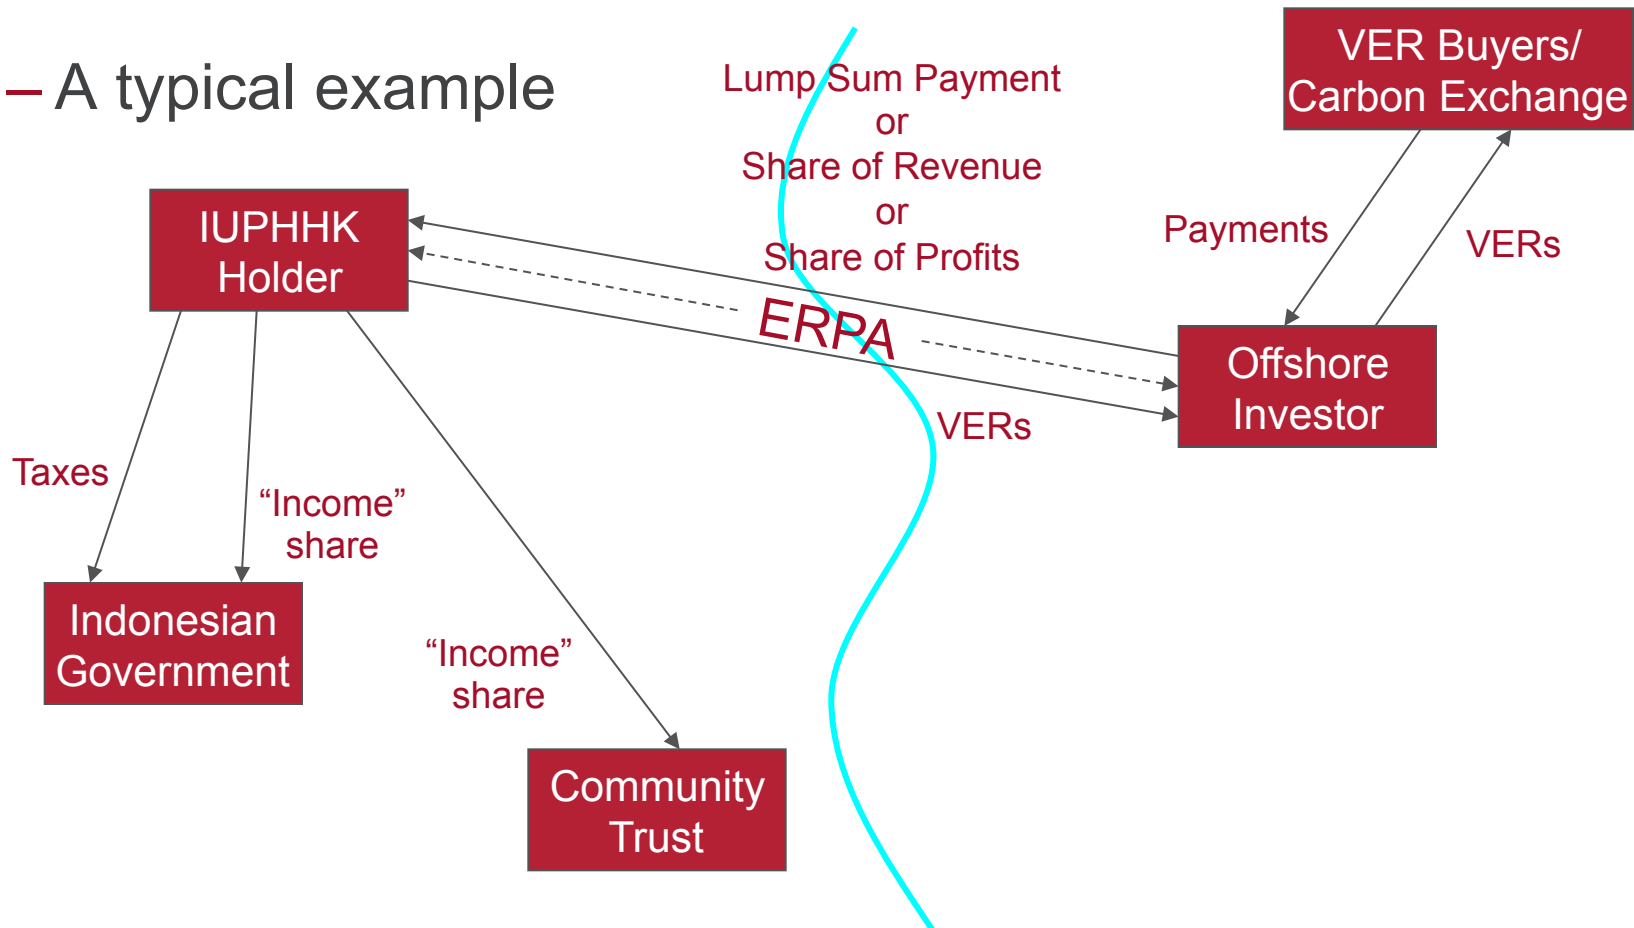 – A typical example
Lump Sum Payment
or
Share of Revenue
or
Share of Profits
VER Buyers/
Carbon Exchange
IUPHHK
Holder
Payments
VERs
ERPA
Offshore
Investor
VERs
Taxes
“Income”
share
Indonesian
Government
“Income”
share
Community
Trust